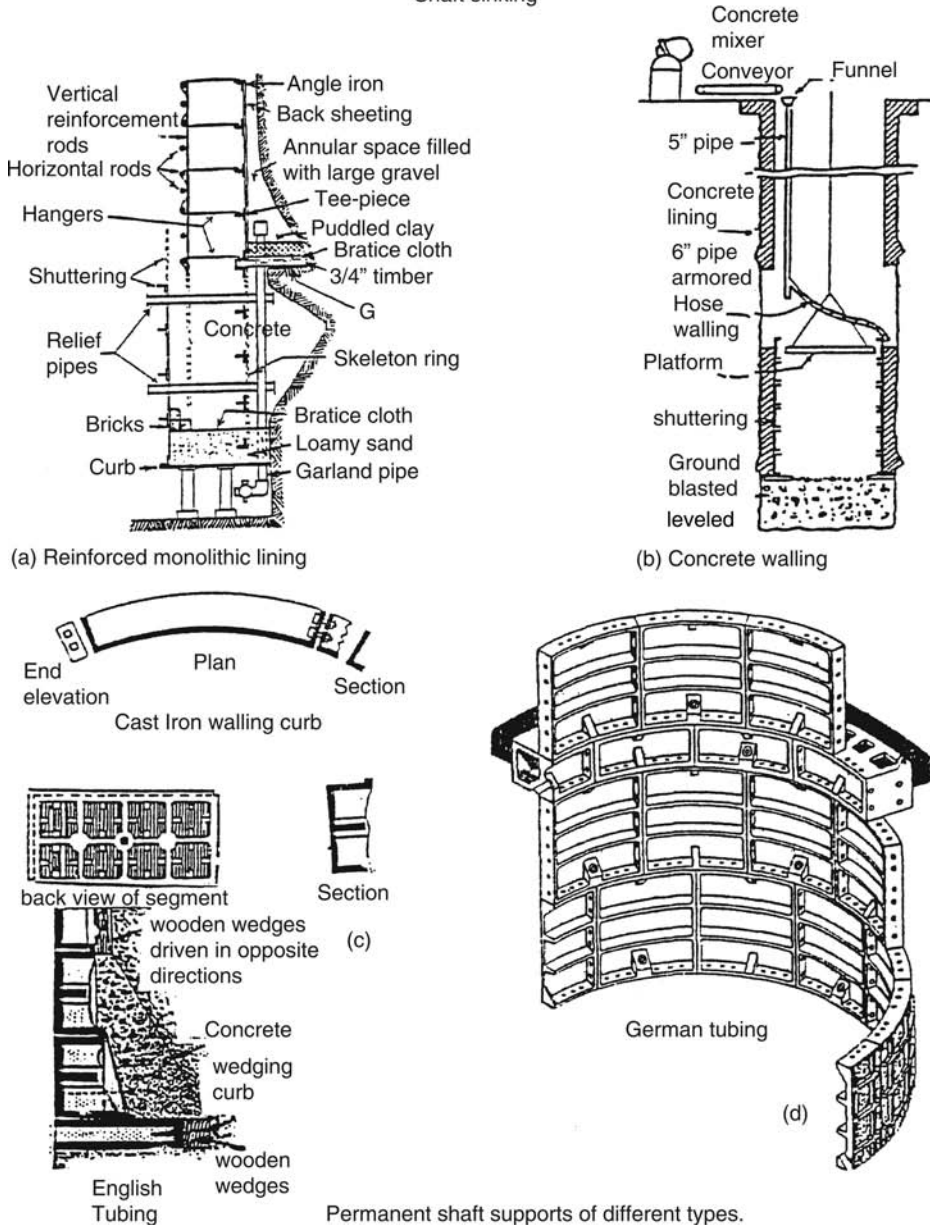 Shaft sinking
Angle iron
Back sheeting
Vertical
reinforcement
rods
Annular space filled
with large gravel
Horizontal rods
Tee-piece
Hangers
Puddled clay
Bratice cloth
3/4" timber
Shuttering
G
Concrete
Relief
pipes
Skeleton ring
Bratice cloth
Bricks
Loamy sand
Curb
Garland pipe
(a) Reinforced monolithic lining
Concrete
mixer
Conveyor
Funnel
5" pipe
Concrete
lining
6" pipe
armored
Hose
walling
Platform
shuttering
Ground
blasted
leveled
(b) Concrete walling
End
elevation
Plan
Section
Cast Iron walling curb
back view of segment
Section
(c)
wooden wedges
driven in opposite
directions
Concrete
wedging
curb
wooden
wedges
English
Tubing
German tubing
(d)
Permanent shaft supports of different types.